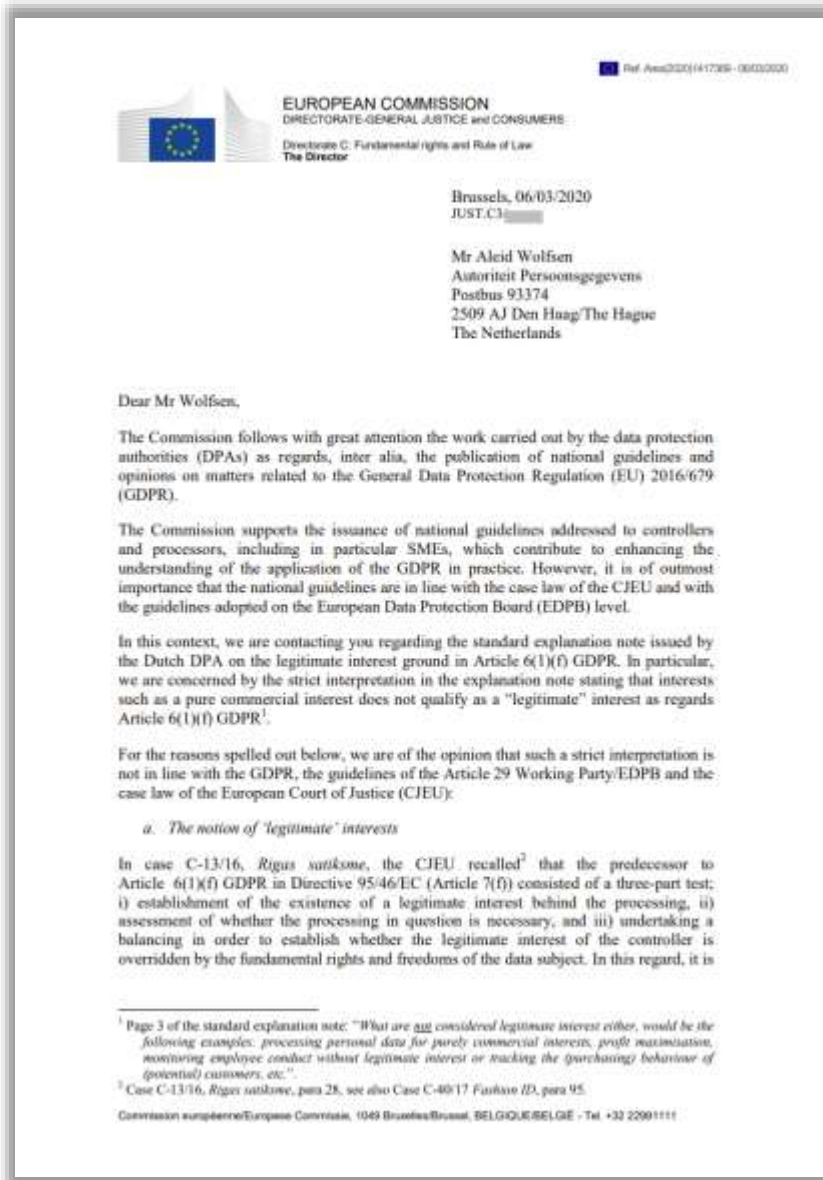 Ref. Ares(2020)1417369 - 06/03/2020
EUROPEAN COMMISSION
DIRECTORATE-GENERAL JUSTICE and CONSUMERS
Directorate C: Fundamental rights and Rule of Law
The Director
Brussels, 06/03/2020
JUST.C3
Mr Aleid Wolfsen
Autoriteit Persoonsgegevens
Postbus 93374
2509 AJ Den Haag/The Hague
The Netherlands
Dear Mr Wolfsen,
The Commission follows with great attention the work carried out by the data protection
authorities (DPAs) as regards, inter alia, the publication of national guidelines and
opinions on matters related to the General Data Protection Regulation (EU) 2016/679
(GDPR).
The Commission supports the issuance of national guidelines addressed to controllers
and processors, including in particular SMEs, which contribute to enhancing the
understanding of the application of the GDPR in practice. However, it is of outmost
importance that the national guidelines are in line with the case law of the CJEU and with
the guidelines adopted on the European Data Protection Board (EDPB) level.
In this context, we are contacting you regarding the standard explanation note issued by
the Dutch DPA on the legitimate interest ground in Article 6(1)(f) GDPR. In particular,
we are concerned by the strict interpretation in the explanation note stating that interests
such as a pure commercial interest does not qualify as a “legitimate” interest as regards
Article 6(1)(f) GDPR¹.
For the reasons spelled out below, we are of the opinion that such a strict interpretation is
not in line with the GDPR, the guidelines of the Article 29 Working Party/EDPB and the
case law of the European Court of Justice (CJEU):
a. The notion of ‘legitimate’ interests
In case C-13/16, Rigas satiksme, the CJEU recalled² that the predecessor to
Article 6(1)(f) GDPR in Directive 95/46/EC (Article 7(f)) consisted of a three-part test;
i) establishment of the existence of a legitimate interest behind the processing, ii)
assessment of whether the processing in question is necessary, and iii) undertaking a
balancing in order to establish whether the legitimate interest of the controller is
overridden by the fundamental rights and freedoms of the data subject. In this regard, it is
¹ Page 3 of the standard explanation note: “What are not considered legitimate interest either, would be the
following examples: processing personal data for purely commercial interests, profit maximisation,
monitoring employee conduct without legitimate interest or tracking the (purchasing) behaviour of
(potential) customers, etc.”.
² Case C-13/16, Rigas satiksme, para 28, see also Case C-40/17 Fashion ID, para 95.
Commission européenne/Europese Commissie, 1049 Bruxelles/Brussel, BELGIQUE/BELGIË - Tel. +32 22991111